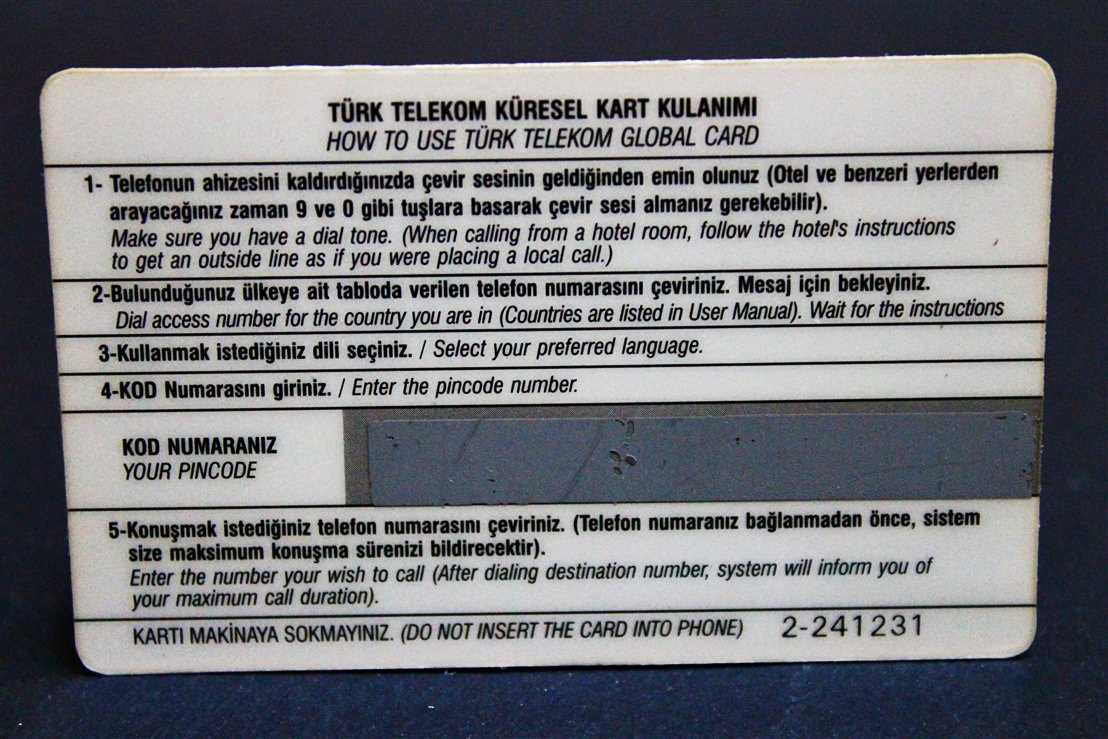 TÜRK TELEKOM KÜRESEL KART KULANIMI
HOW TO USE TÜRK TELEKOM GLOBAL CARD
1- Telefonun ahizesini kaldırdığınızda çevir sesinin geldiğinden emin olunuz (Otel ve benzeri yerlerden
arayacağınız zaman 9 ve 0 gibi tuşlara basarak çevir sesi almanız gerekebilir).
Make sure you have a dial tone. (When calling from a hotel room, follow the hotel's instructions
to get an outside line as if you were placing a local call.)
2-Bulunduğunuz ülkeye ait tabloda verilen telefon numarasını çeviriniz. Mesaj için bekleyiniz.
Dial access number for the country you are in (Countries are listed in User Manual). Wait for the instructions
3-Kullanmak istediğiniz dili seçiniz. / Select your preferred language.
4-KOD Numarasını giriniz. / Enter the pincode number.
KOD NUMARANIZ
YOUR PINCODE
5-Konuşmak istediğiniz telefon numarasını çeviriniz. (Telefon numaranız bağlanmadan önce, sistem
size maksimum konuşma sürenizi bildirecektir).
Enter the number your wish to call (After dialing destination number, system will inform you of
your maximum call duration).
KARTI MAKİNAYA SOKMAYINIZ. (DO NOT INSERT THE CARD INTO PHONE) 2-241231